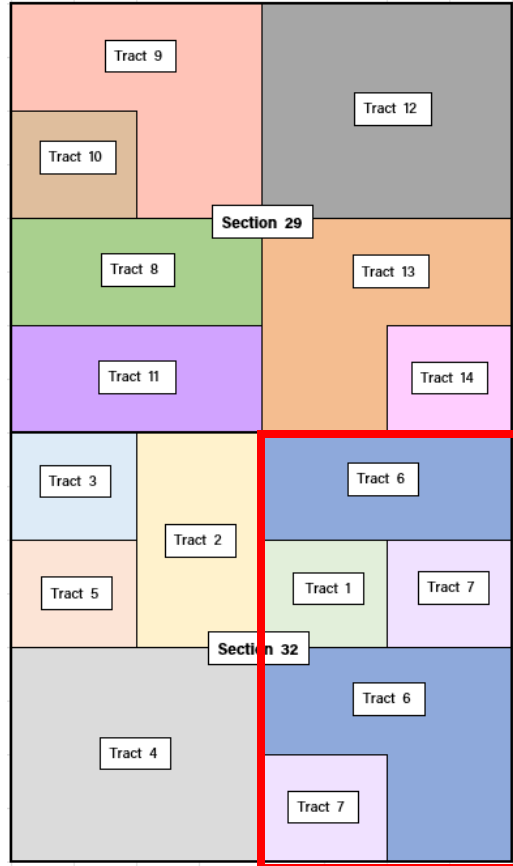 Tract 9
Tract 12
Tract 10
Section 29
Tract 8
Tract 13
Tract 11
Tract 14
Tract 3
Tract 6
Tract 2
Tract 5
Tract 1
Tract 7
Section 32
Tract 6
Tract 4
Tract 7